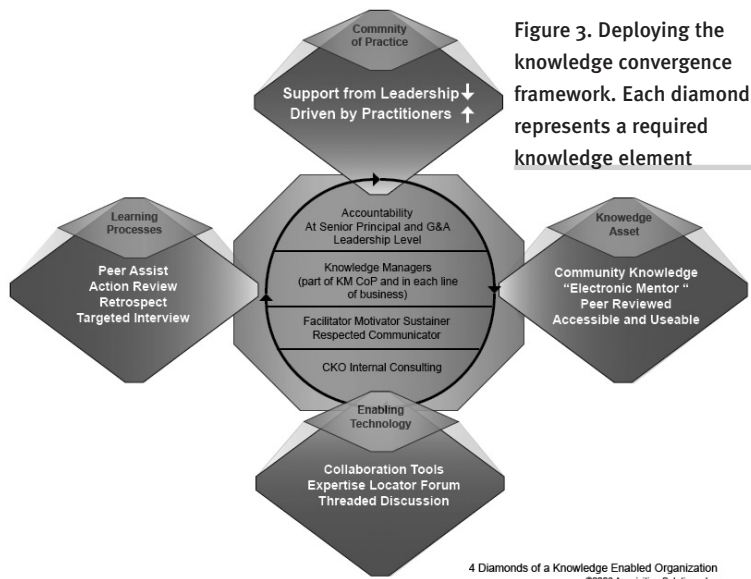 Commnity
of Practice
Support from Leadership ↓
Driven by Practitioners ↑
Figure 3. Deploying the
knowledge convergence
framework. Each diamond
represents a required
knowledge element
Learning
Processes
Peer Assist
Action Review
Retrospect
Targeted Interview
Accountability
At Senior Principal and G&A
Leadership Level
Knowledge Managers
(part of KM CoP and in each line
of business)
Facilitator Motivator Sustainer
Respected Communicator
CKO Internal Consulting
Knowedge
Asset
Community Knowledge
"Electronic Mentor "
Peer Reviewed
Accessible and Useable
Enabling
Technology
Collaboration Tools
Expertise Locator Forum
Threaded Discussion
4 Diamonds of a Knowledge Enabled Organization